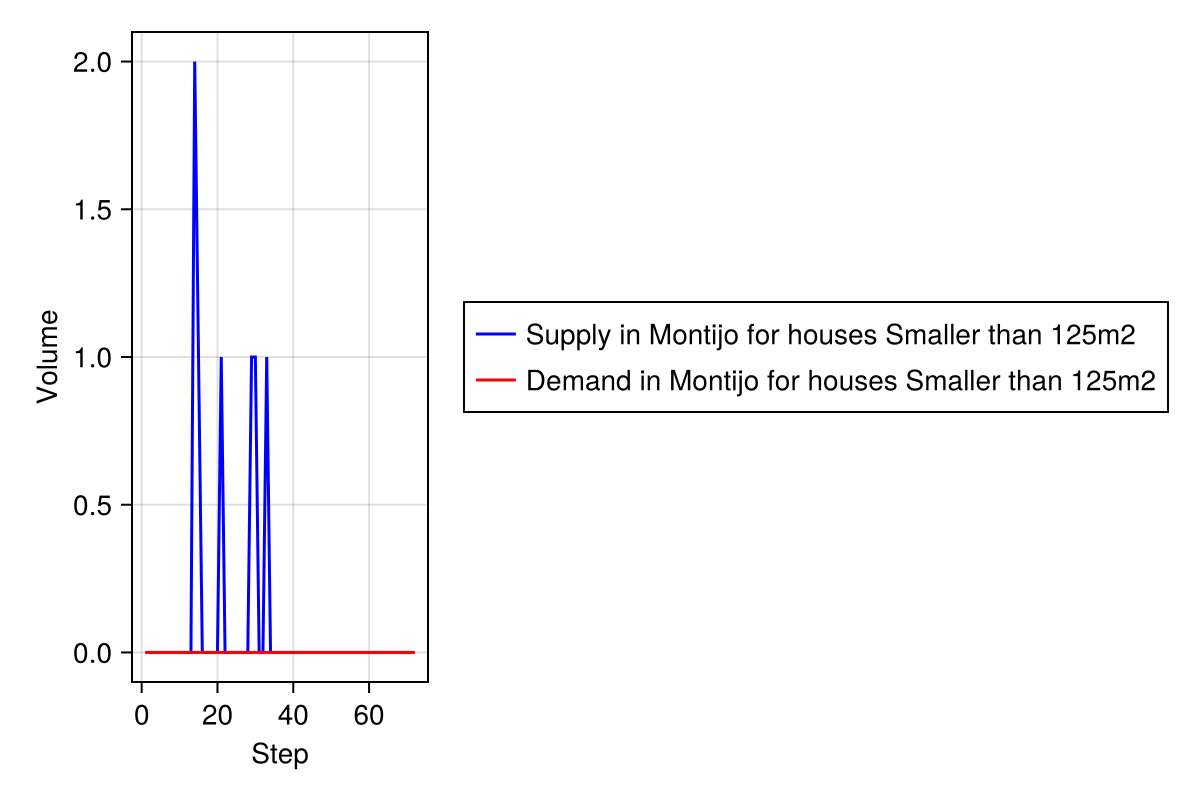 2.0
1.5
1.0
0.5
0.0
Volume
0 20 40 60
Step
Supply in Montijo for houses Smaller than 125m2
Demand in Montijo for houses Smaller than 125m2